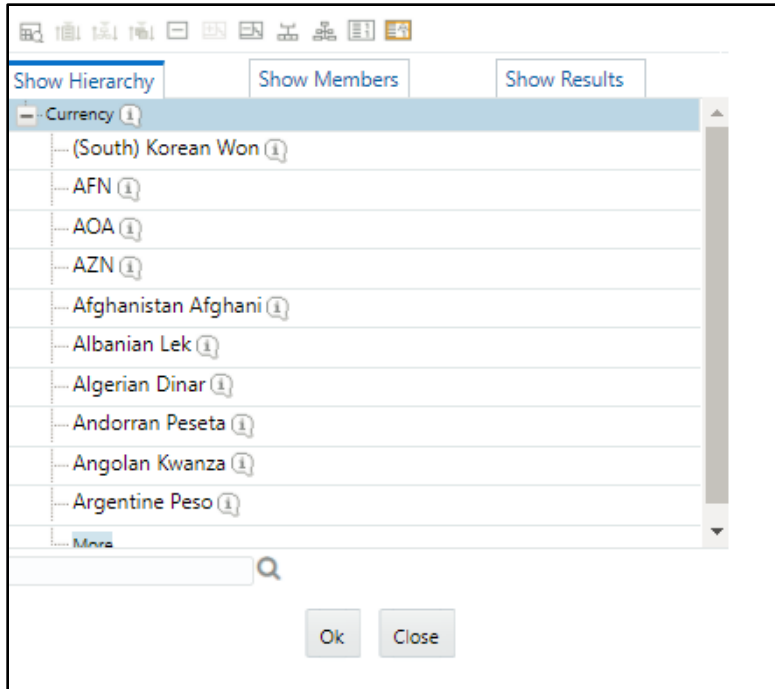 Show Hierarchy Show Members Show Results
Currency
(South) Korean Won
AFN
AOA
AZN
Afghanistan Afghani
Albanian Lek
Algerian Dinar
Andorran Peseta
Angolan Kwanza
Argentine Peso
More
Ok Close